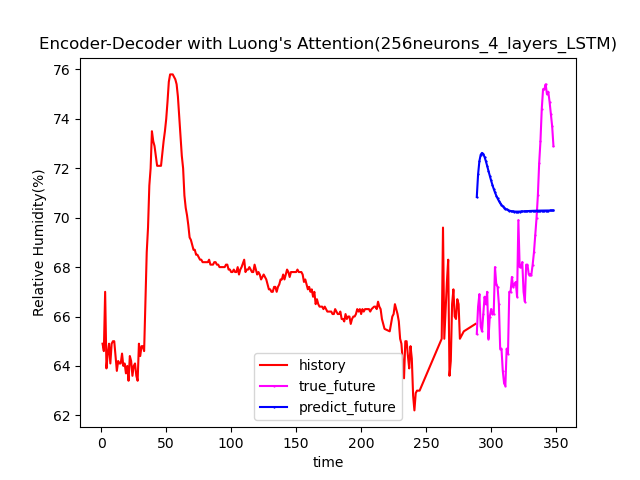 Encoder-Decoder with Luong's Attention(256neurons_4_layers_LSTM)
76
74
72
70
68
66
64
62
Relative Humidity(%)
history
true_future
predict_future
0 50 100 150 200 250 300 350
time